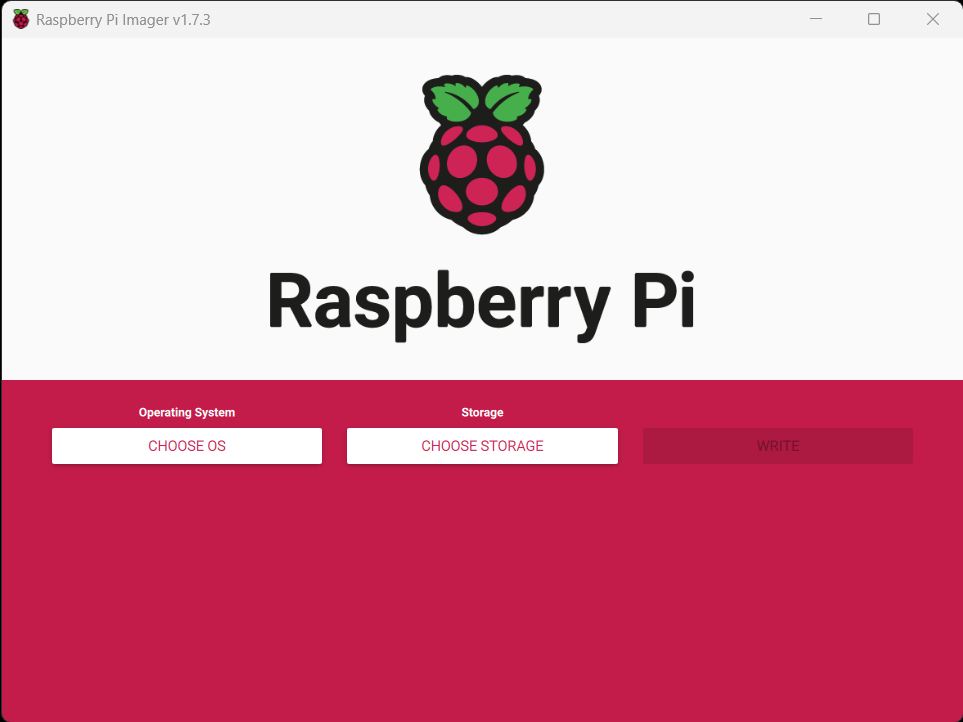 Raspberry Pi Imager v1.7.3
Raspberry Pi
Operating System
Storage
CHOOSE OS
CHOOSE STORAGE
WRITE